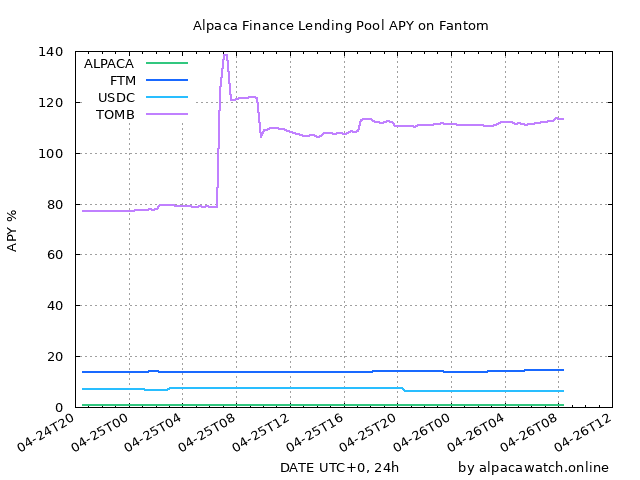 Alpaca Finance Lending Pool APY on Fantom
ALPACA
FTM
USDC
TOMB
APY %
140
120
100
80
60
40
20
0
04-24T20
04-25T00
04-25T04
04-25T08
04-25T12
04-25T16
04-25T20
04-26T00
04-26T04
04-26T08
04-26T12
DATE UTC+0, 24h
by alpacawatch.online